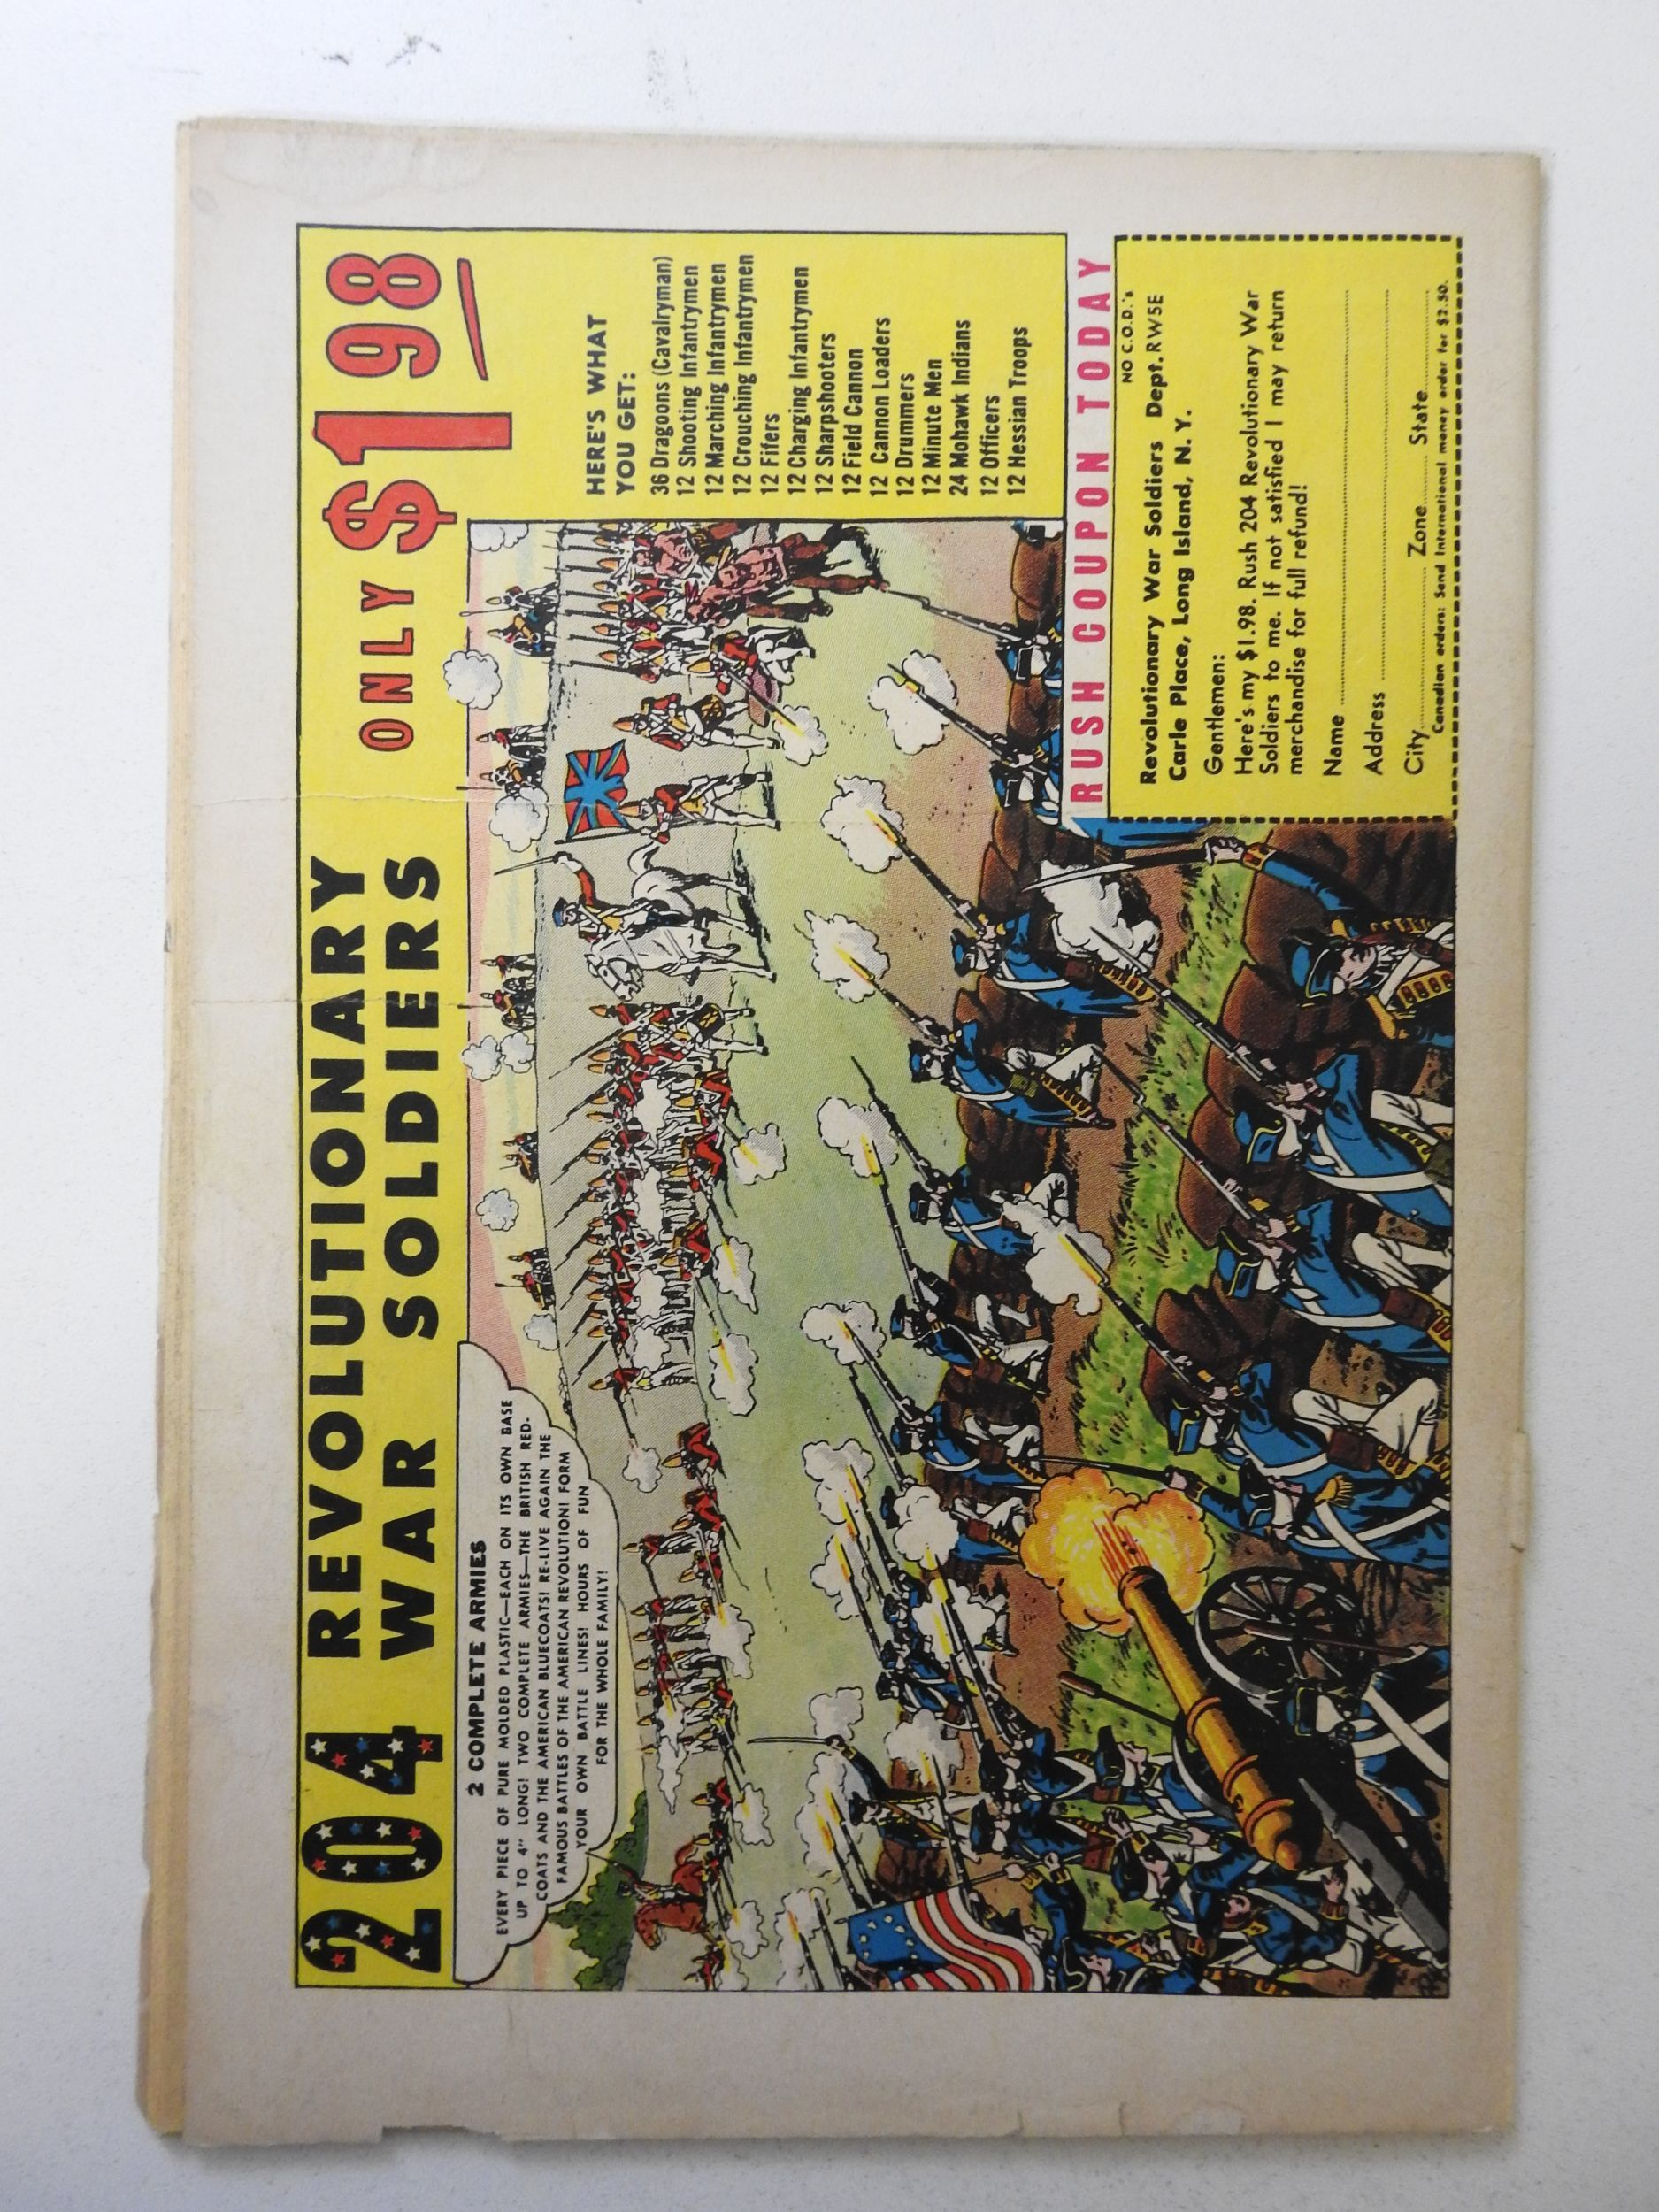 204 REVOLUTIONARY
WAR SOLDIERS
ONLY $198
2 COMPLETE ARMIES
EVERY PIECE OF PURE MOLDED PLASTIC—EACH ON ITS OWN BASE
UP TO 4" LONG! TWO COMPLETE ARMIES—THE BRITISH RED-
COATS AND THE AMERICAN BLUECOATS! RE-LIVE AGAIN THE
FAMOUS BATTLES OF THE AMERICAN REVOLUTION! FORM
YOUR OWN BATTLE LINES! HOURS OF FUN
FOR THE WHOLE FAMILY!
HERE'S WHAT
YOU GET:
36 Dragoons (Cavalryman)
12 Shooting Infantrymen
12 Marching Infantrymen
12 Crouching Infantrymen
12 Fifers
12 Charging Infantrymen
12 Sharpshooters
12 Field Cannon
12 Cannon Loaders
12 Drummers
12 Minute Men
24 Mohawk Indians
12 Officers
12 Hessian Troops
RUSH COUPON TODAY
NO C.O.D.'s
Revolutionary War Soldiers Dept. RW5E
Carle Place, Long Island, N. Y.
Gentlemen:
Here's my $1.98. Rush 204 Revolutionary War
Soldiers to me. If not satisfied I may return
merchandise for full refund!
Name
Address
City Zone State
Canadian orders: Send International money order for $2.50.